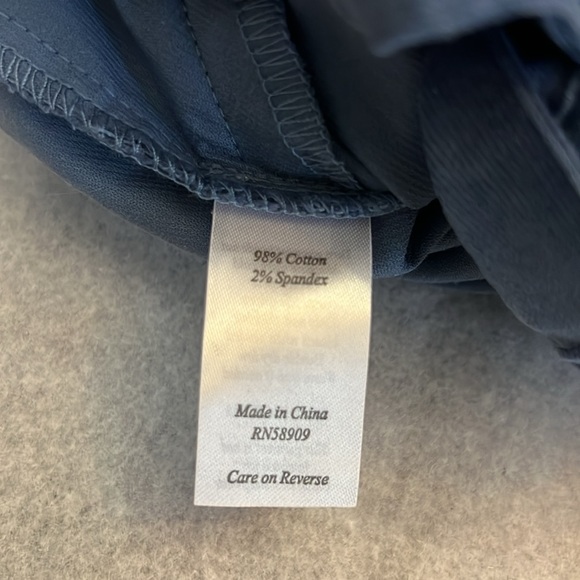 98% Cotton
2% Spandex
Made in China
RN58909
Care on Reverse